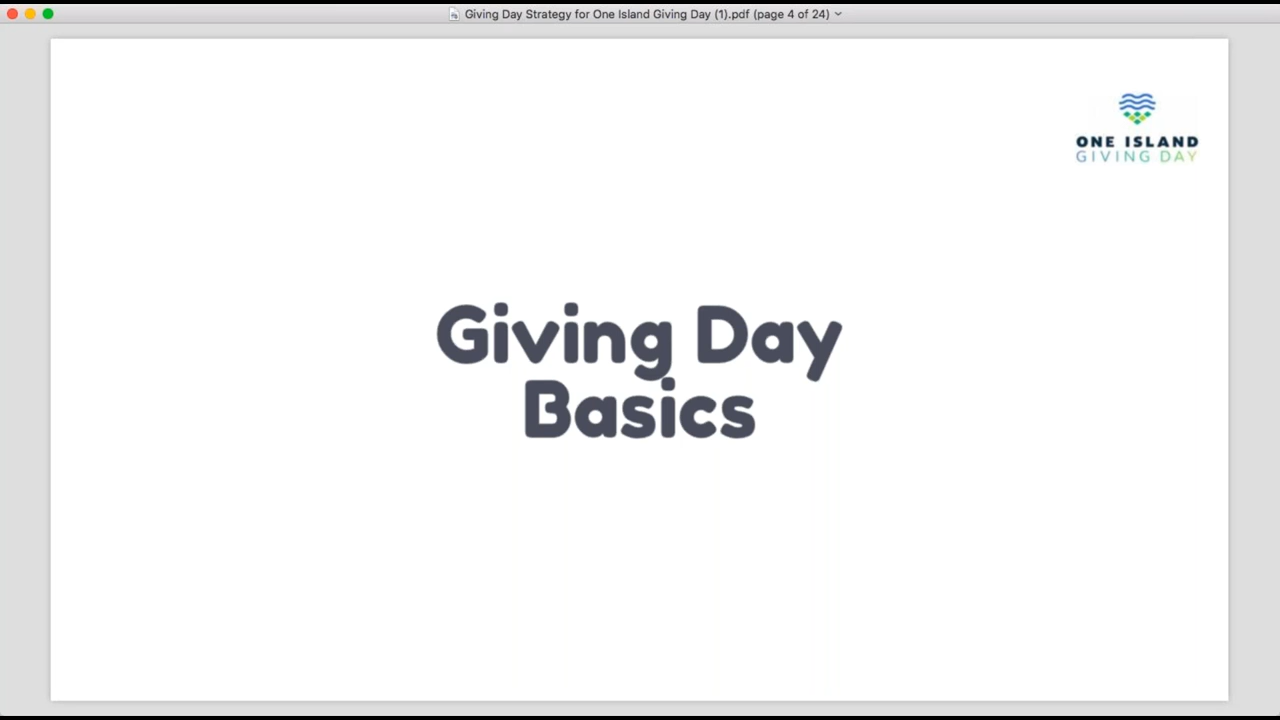 Giving Day Strategy for One Island Giving Day (1).pdf (page 4 of 24)
ONE ISLAND
GIVING DAY
Giving Day
Basics